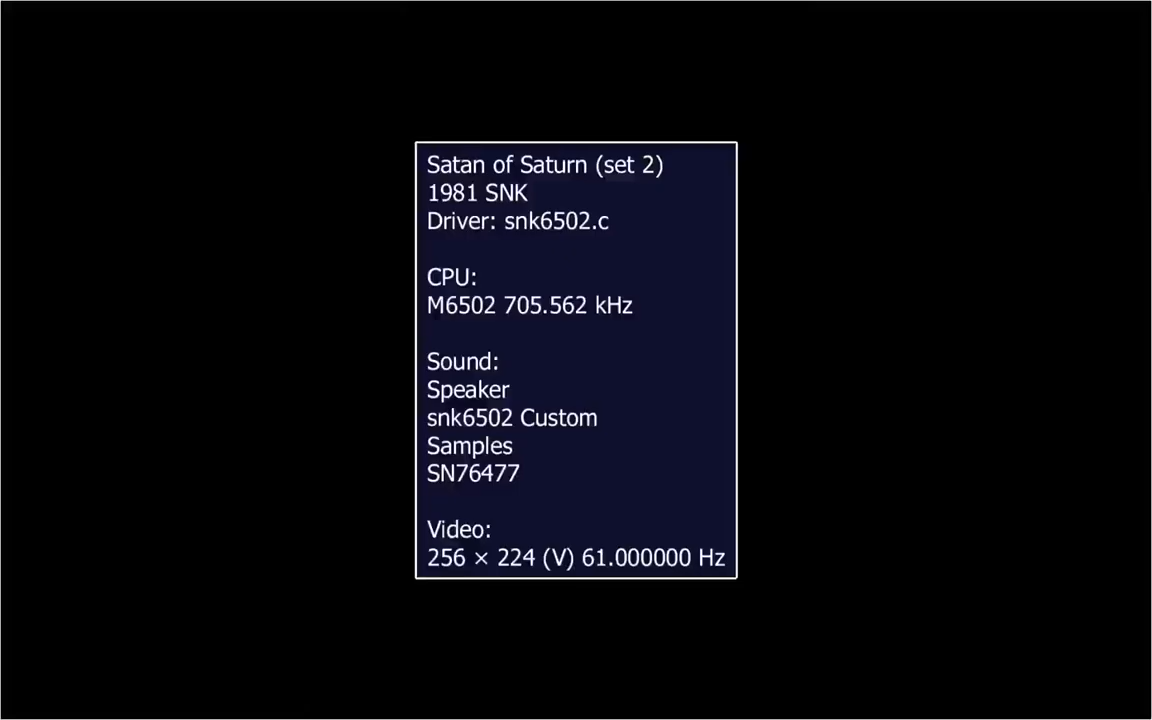 Satan of Saturn (set 2)
1981 SNK
Driver: snk6502.c
CPU:
M6502 705.562 kHz
Sound:
Speaker
snk6502 Custom
Samples
SN76477
Video:
256 × 224 (V) 61.000000 Hz